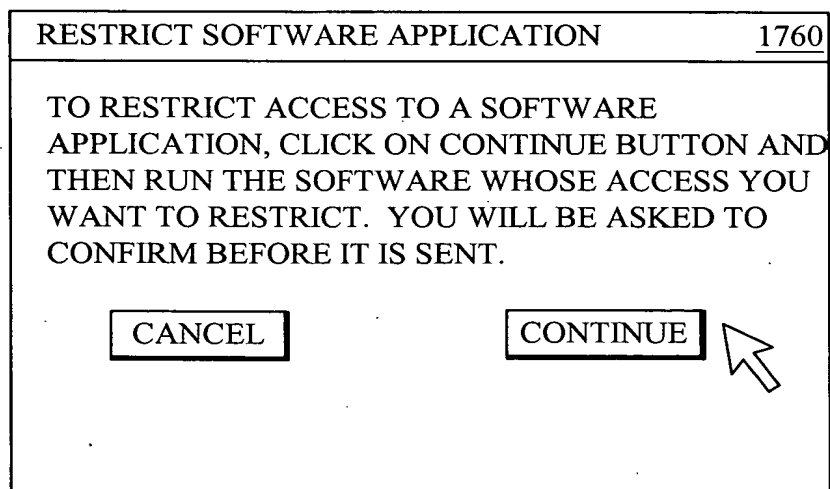 RESTRICT SOFTWARE APPLICATION 1760
TO RESTRICT ACCESS TO A SOFTWARE
APPLICATION, CLICK ON CONTINUE BUTTON AND
THEN RUN THE SOFTWARE WHOSE ACCESS YOU
WANT TO RESTRICT. YOU WILL BE ASKED TO
CONFIRM BEFORE IT IS SENT.
CANCEL CONTINUE